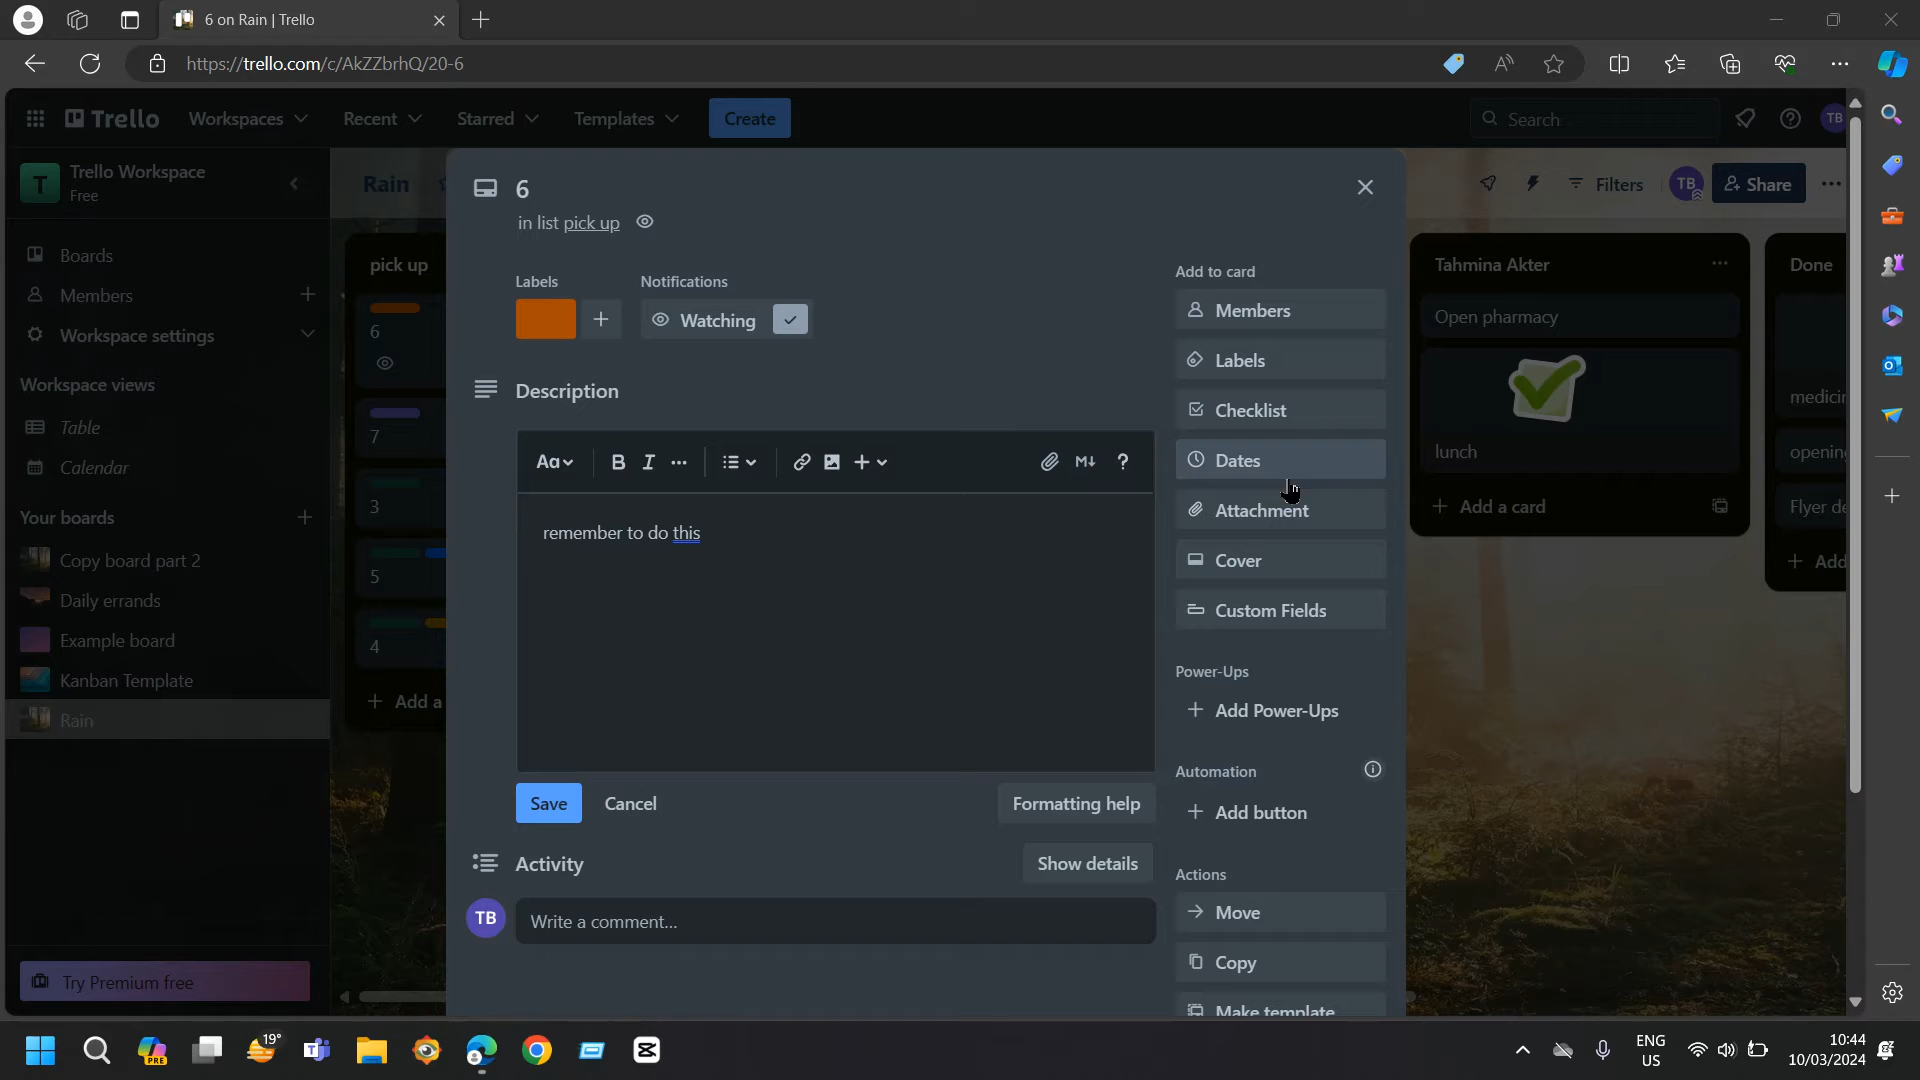 6 on Rain | Trello
https://trello.com/c/AkZZbrhQ/20-6
Trello
Workspaces
Recent
Starred
Templates
Create
Search
TB
T
Trello Workspace
Free
Rain
Filters
TB
Share
Boards
Members
Workspace settings
Workspace views
Table
Calendar
Your boards
Copy board part 2
Daily errands
Example board
Kanban Template
Rain
Try Premium free
pick up
6
7
3
5
4
Add a
6
in list pick up
Labels
Notifications
Watching
Description
Aa
B
I
M
?
remember to do this
Save
Cancel
Formatting help
Activity
Show details
TB
Write a comment...
Add to card
Members
Labels
Checklist
Dates
Attachment
Cover
Custom Fields
Power-Ups
Add Power-Ups
Automation
Add button
Actions
Move
Copy
Make template
Tahmina Akter
Open pharmacy
lunch
Add a card
Done
medicin
opening
Flyer de
Add
PRE
19°
ENG
US
10:44
10/03/2024